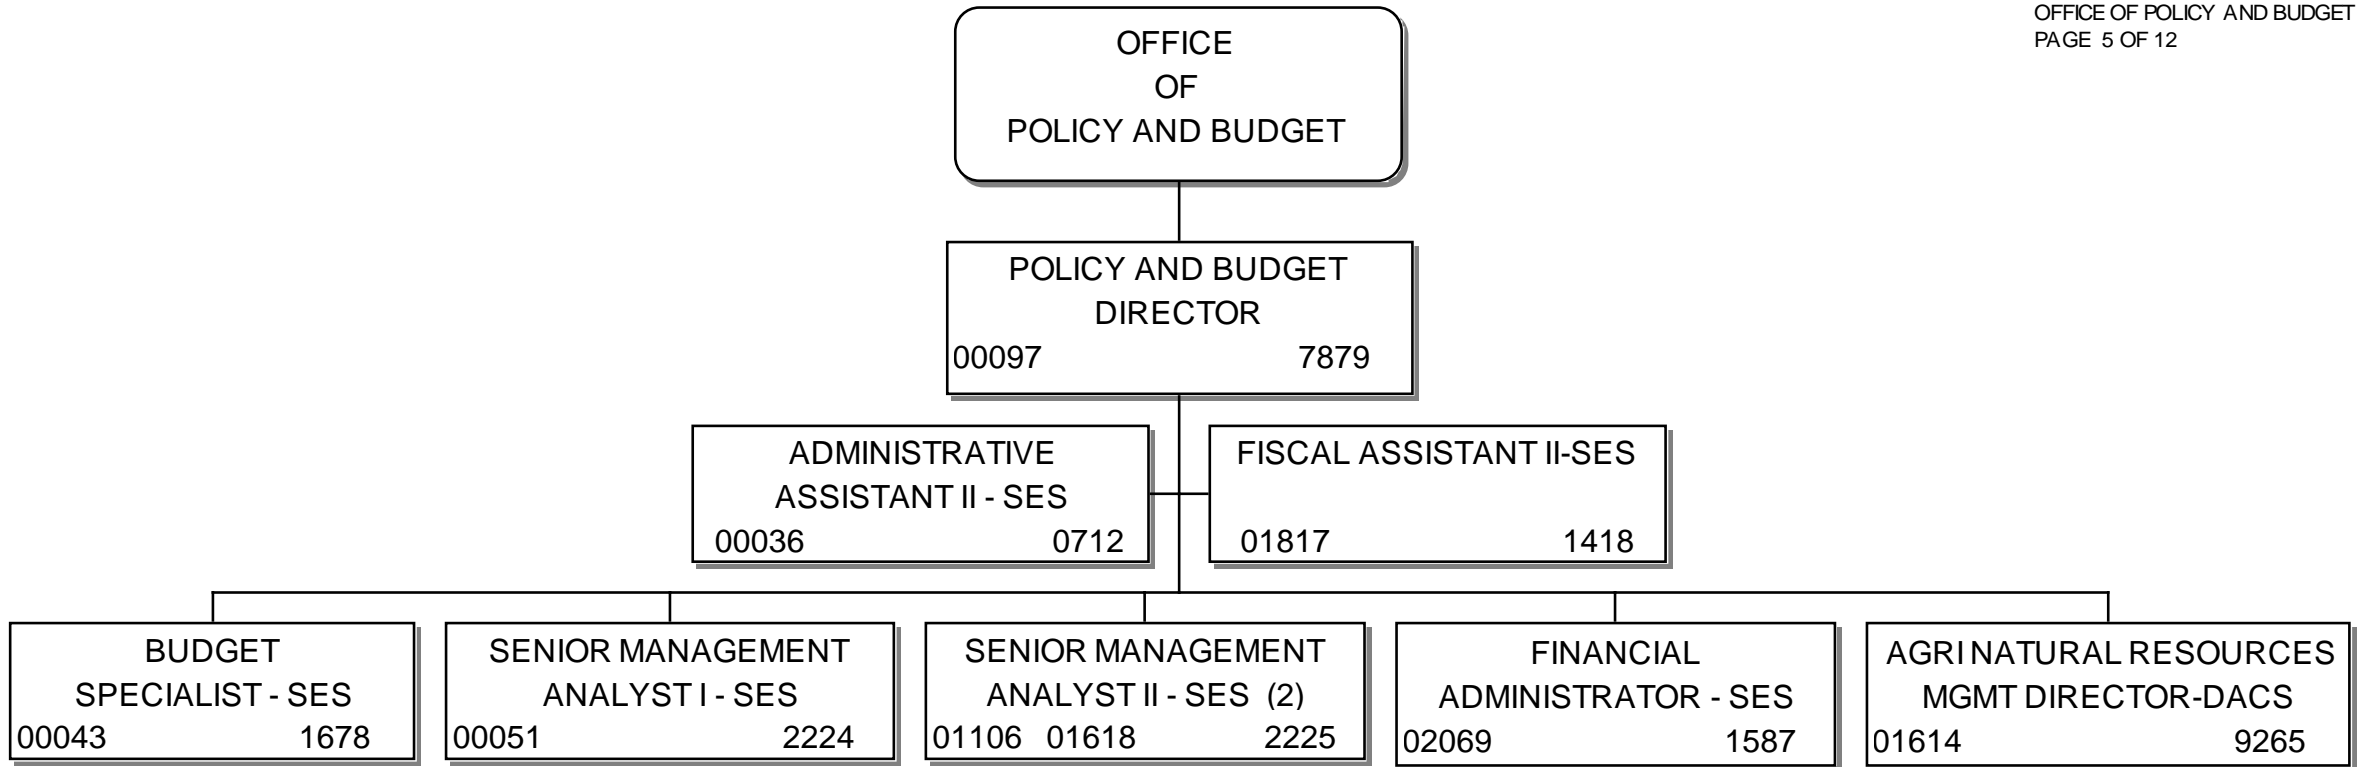 OFFICE OF POLICY AND BUDGET
PAGE 5 OF 12
OFFICE
OF
POLICY AND BUDGET
POLICY AND BUDGET
DIRECTOR
00097 7879
ADMINISTRATIVE
ASSISTANT II - SES
00036 0712
FISCAL ASSISTANT II-SES
01817 1418
BUDGET
SPECIALIST - SES
00043 1678
SENIOR MANAGEMENT
ANALYST I - SES
00051 2224
SENIOR MANAGEMENT
ANALYST II - SES (2)
01106 01618 2225
FINANCIAL
ADMINISTRATOR - SES
02069 1587
AGRI NATURAL RESOURCES
MGMT DIRECTOR-DACS
01614 9265